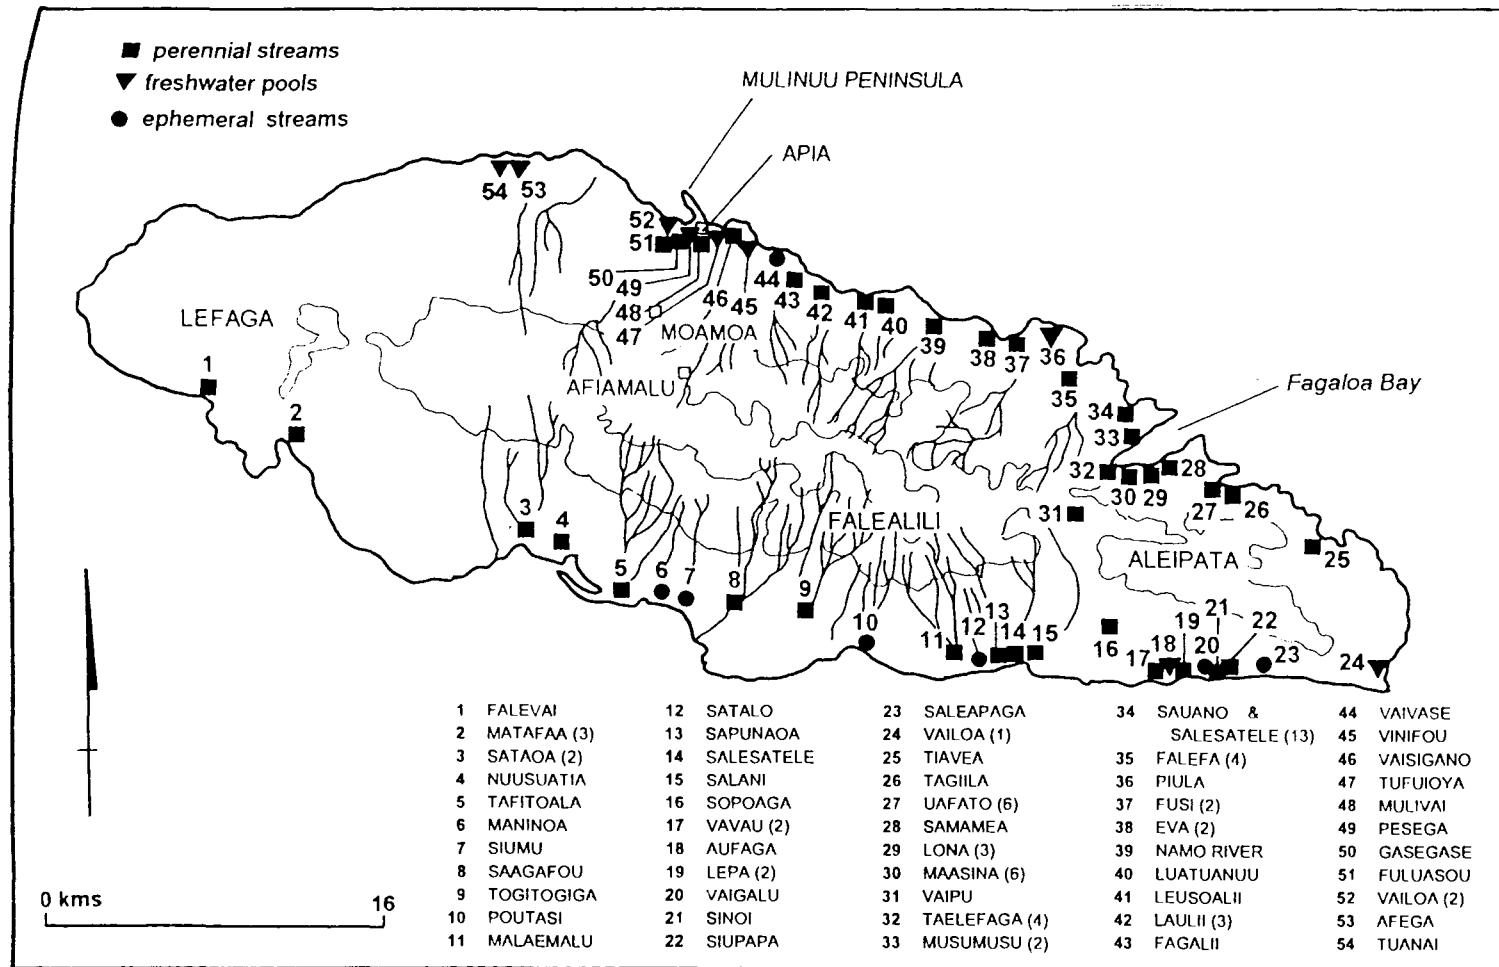 perennial streams
freshwater pools
ephemeral streams
MULINUU PENINSULA
APIA
54
53
52
51
50
49
48
47
46
45
44
43
42
41
40
39
38
37
36
35
34
33
32
30
29
28
27
26
25
31
LEFAGA
MOAMOA
AFIAMALU
Fagaloa Bay
FALEALILI
ALEIPATA
1
2
3
4
5
6
7
8
9
10
11
12
13
14
15
16
17
18
19
20
21
22
23
24
0 kms 16
1 FALEVAI
2 MATAFAA (3)
3 SATAOA (2)
4 NUUSUATIA
5 TAFITOALA
6 MANINOA
7 SIUMU
8 SAAGAFOU
9 TOGITOGIGA
10 POUTASI
11 MALAEMALU
12 SATALO
13 SAPUNAOA
14 SALESATELE
15 SALANI
16 SOPOAGA
17 VAVAU (2)
18 AUFAGA
19 LEPA (2)
20 VAIGALU
21 SINOI
22 SIUPAPA
23 SALEAPAGA
24 VAILOA (1)
25 TIAVEA
26 TAGIILA
27 UAFATO (6)
28 SAMAMEA
29 LONA (3)
30 MAASINA (6)
31 VAIPU
32 TAELEFAGA (4)
33 MUSUMUSU (2)
34 SAUANO &
SALESATELE (13)
35 FALEFA (4)
36 PIULA
37 FUSI (2)
38 EVA (2)
39 NAMO RIVER
40 LUATUANUU
41 LEUSOALII
42 LAULII (3)
43 FAGALII
44 VAIVASE
45 VINIFOU
46 VAISIGANO
47 TUFUIOYA
48 MULIVAI
49 PESEGA
50 GASEGASE
51 FULUASOU
52 VAILOA (2)
53 AFEGA
54 TUANAI